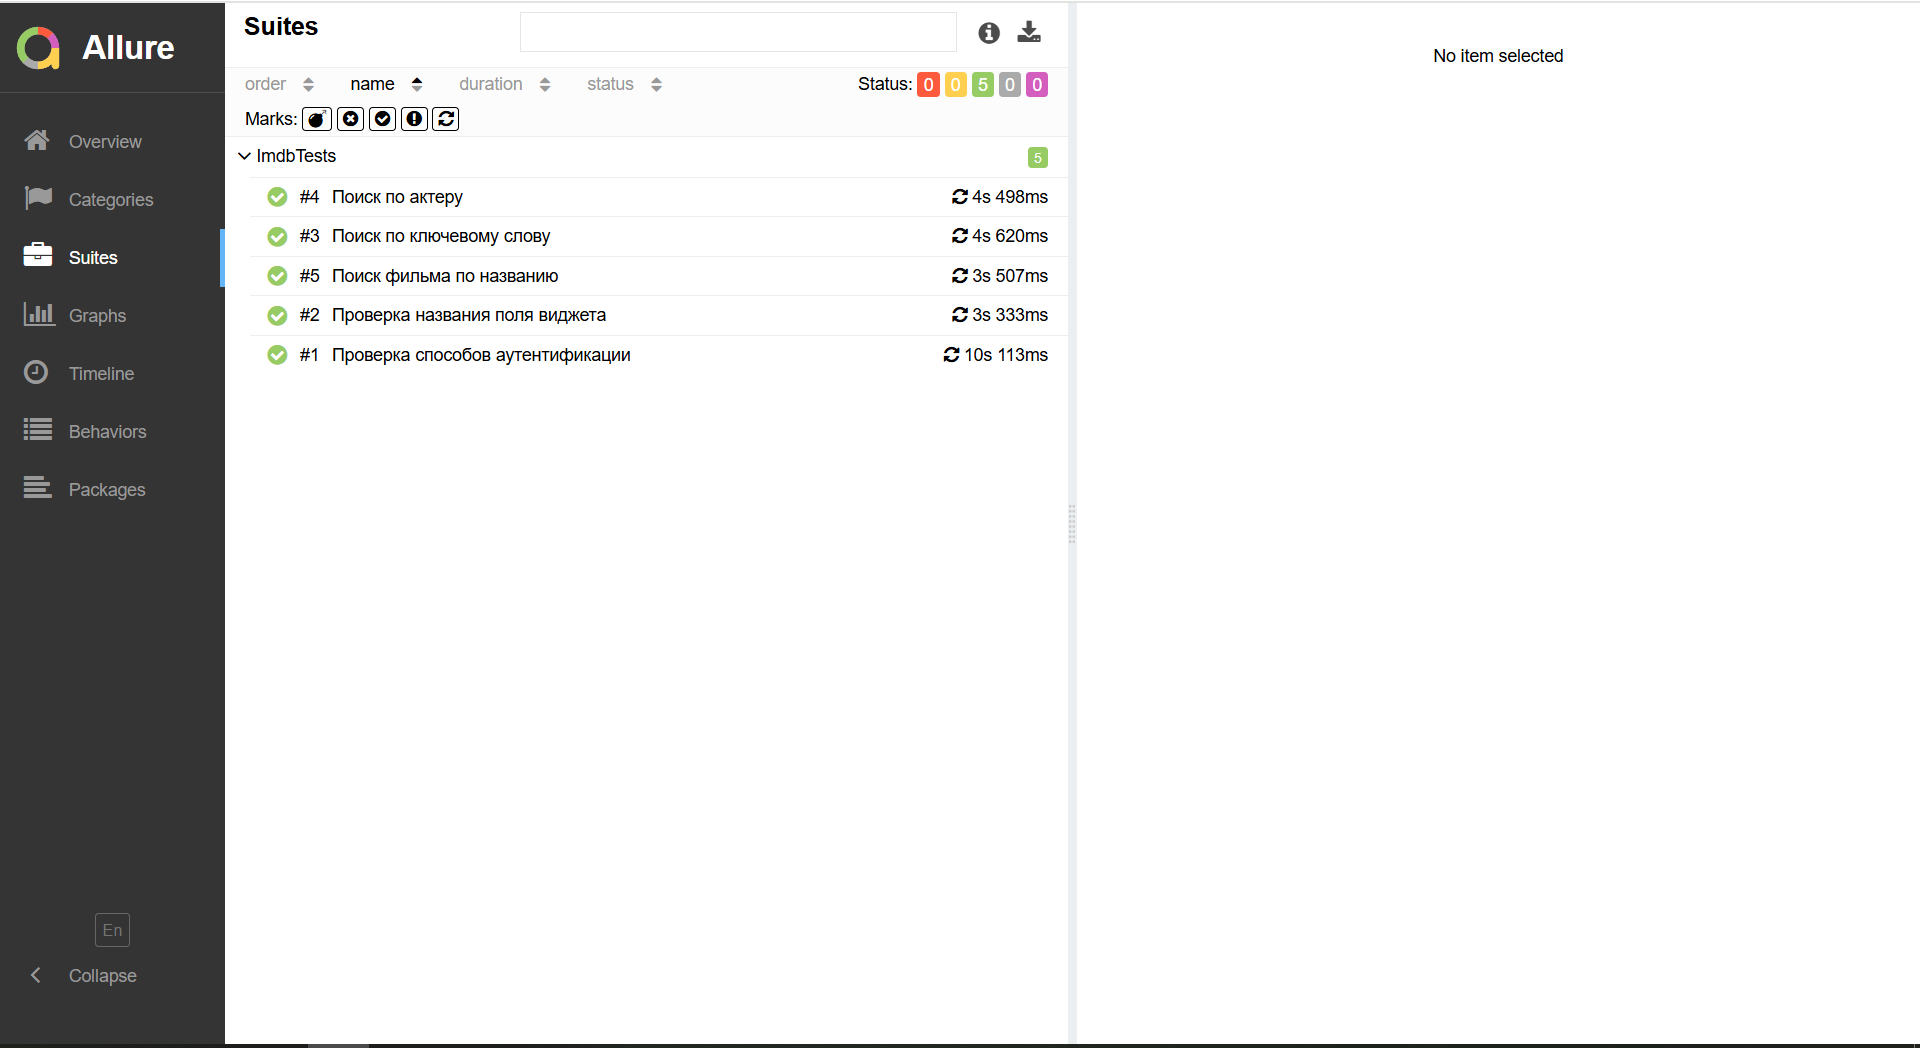 Allure
Overview
Categories
Suites
Graphs
Timeline
Behaviors
Packages
En
Collapse
Suites
order name duration status Status: 0 0 5 0 0
Marks:
ImdbTests 5
#4 Поиск по актеру 4s 498ms
#3 Поиск по ключевому слову 4s 620ms
#5 Поиск фильма по названию 3s 507ms
#2 Проверка названия поля виджета 3s 333ms
#1 Проверка способов аутентификации 10s 113ms
No item selected